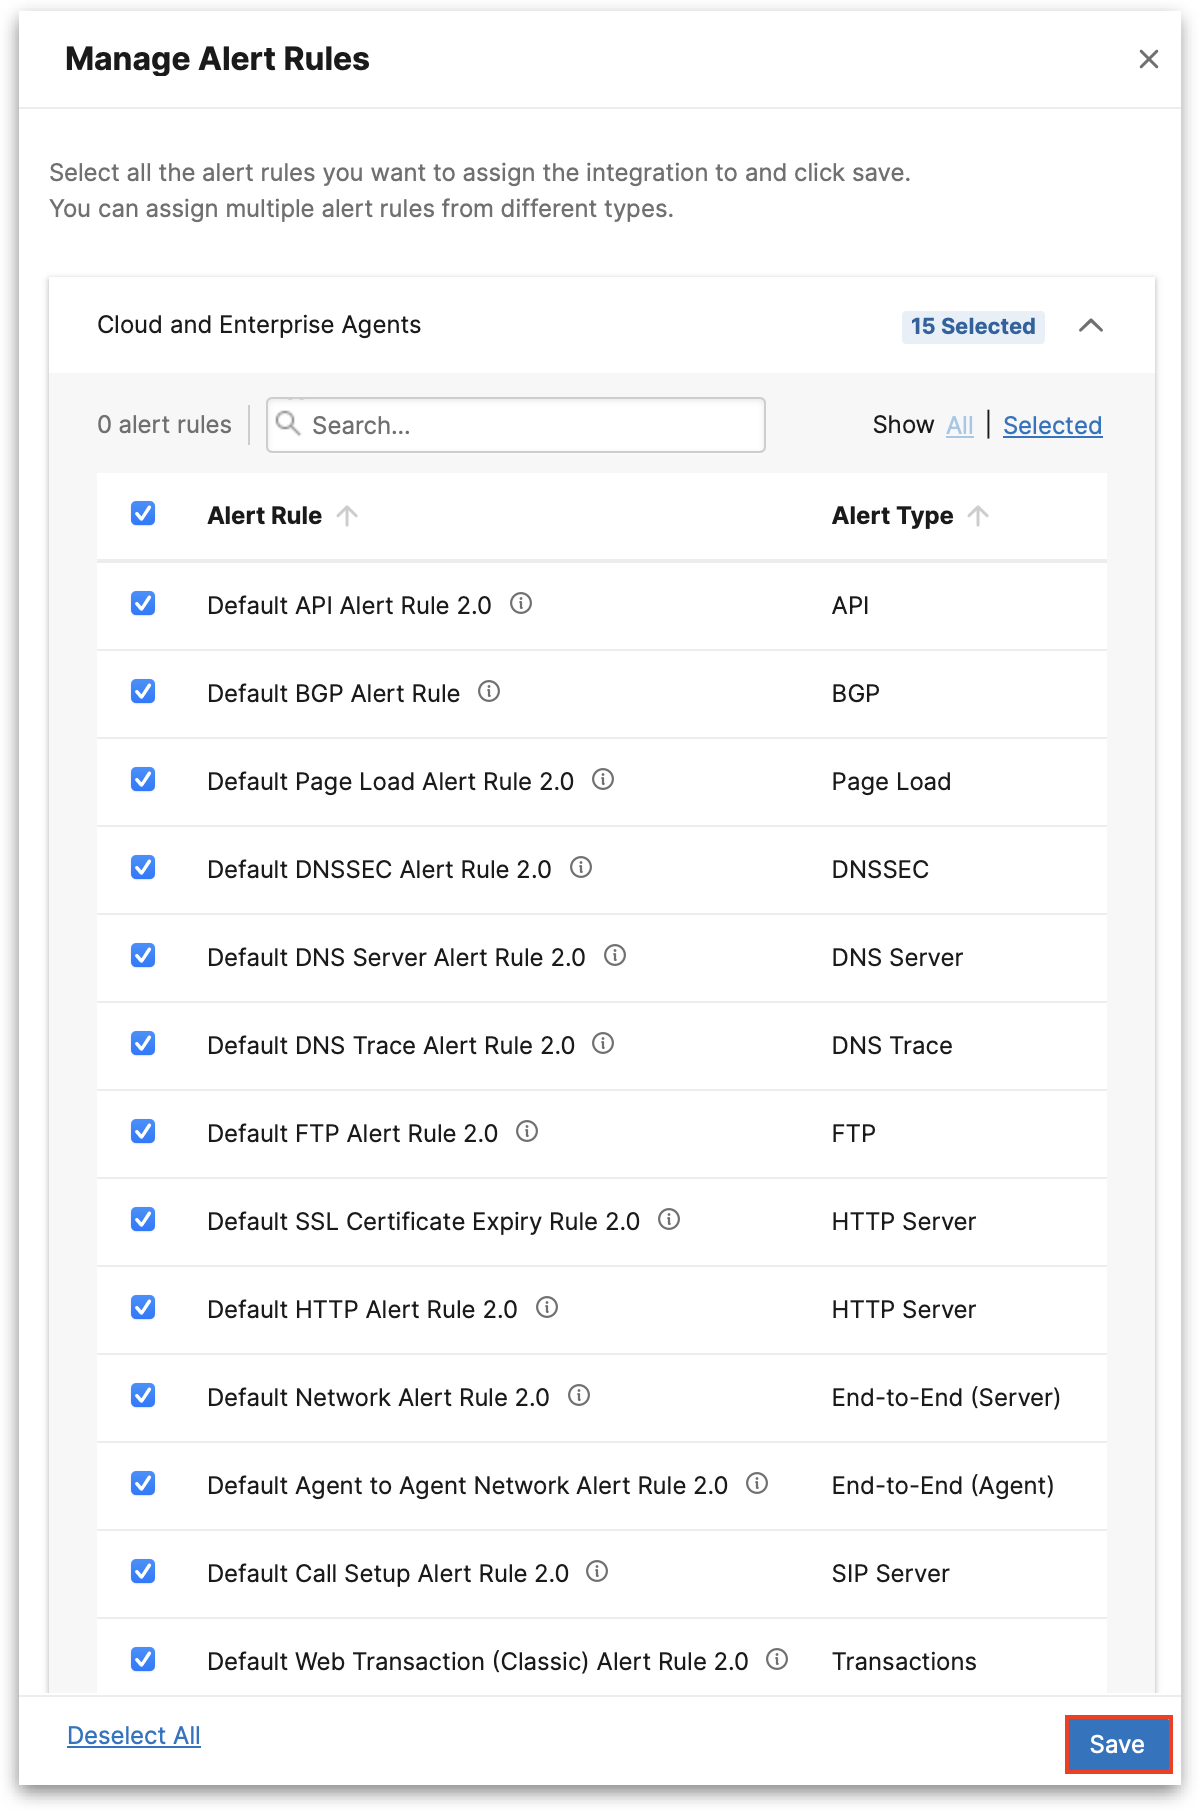 Manage Alert Rules
Select all the alert rules you want to assign the integration to and click save.
You can assign multiple alert rules from different types.
Cloud and Enterprise Agents 15 Selected
0 alert rules Search... Show All | Selected
Alert Rule Alert Type
Default API Alert Rule 2.0 API
Default BGP Alert Rule BGP
Default Page Load Alert Rule 2.0 Page Load
Default DNSSEC Alert Rule 2.0 DNSSEC
Default DNS Server Alert Rule 2.0 DNS Server
Default DNS Trace Alert Rule 2.0 DNS Trace
Default FTP Alert Rule 2.0 FTP
Default SSL Certificate Expiry Rule 2.0 HTTP Server
Default HTTP Alert Rule 2.0 HTTP Server
Default Network Alert Rule 2.0 End-to-End (Server)
Default Agent to Agent Network Alert Rule 2.0 End-to-End (Agent)
Default Call Setup Alert Rule 2.0 SIP Server
Default Web Transaction (Classic) Alert Rule 2.0 Transactions
Deselect All Save